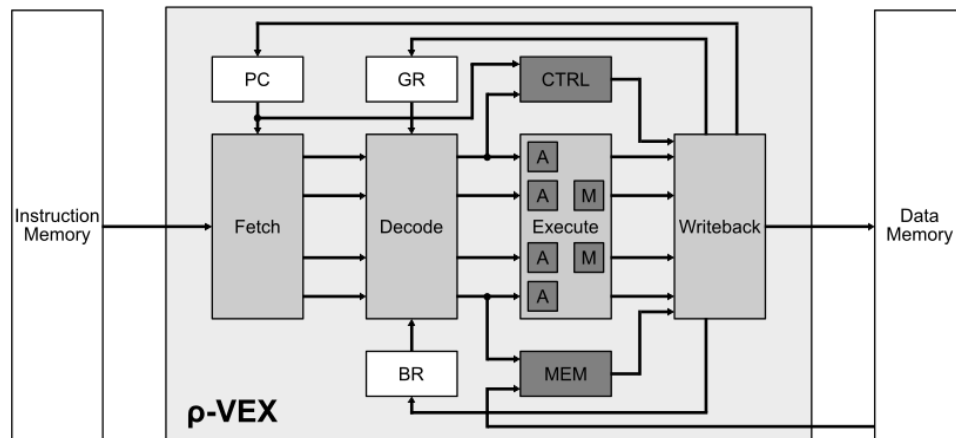 PC
GR
CTRL
A
A
M
Instruction
Memory
Fetch
Decode
Execute
Writeback
Data
Memory
A
M
A
BR
MEM
ρ-VEX